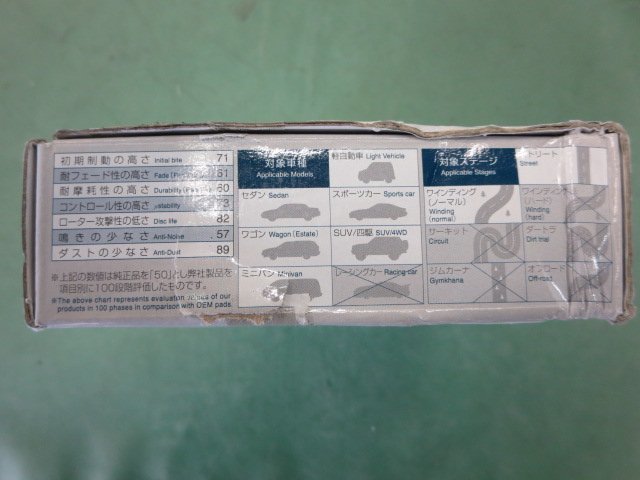 初期制動の高さ Initial bite 71
耐フェード性の高さ Fade 61
耐摩耗性の高さ Durability 60
コントロール性の高さ 73
ローター攻撃性の低さ Disc life 82
鳴きの少なさ Anti-Noise 57
ダストの少なさ Anti-Dust 89
※上記の数値は純正品を「50」とし弊社製品を
項目別に100段階評価したものです。
※The above chart represents evaluation of our
products in 100 phases in comparison with OEM pads.
対象車種
Applicable Models
軽自動車 Light Vehicle
セダン Sedan
スポーツカー Sports car
ワゴン Wagon (Estate)
SUV/四駆 SUV/4WD
ミニバン Minivan
レーシングカー Racing-car
対象ステージ
Applicable Stages
ストリート
Street
ワインディング
(ノーマル)
Winding
(normal)
ワインディング
Winding
(hard)
サーキット
Circuit
ダートラ
Dirt trial
ジムカーナ
Gymkhana
オフロード
Off-road